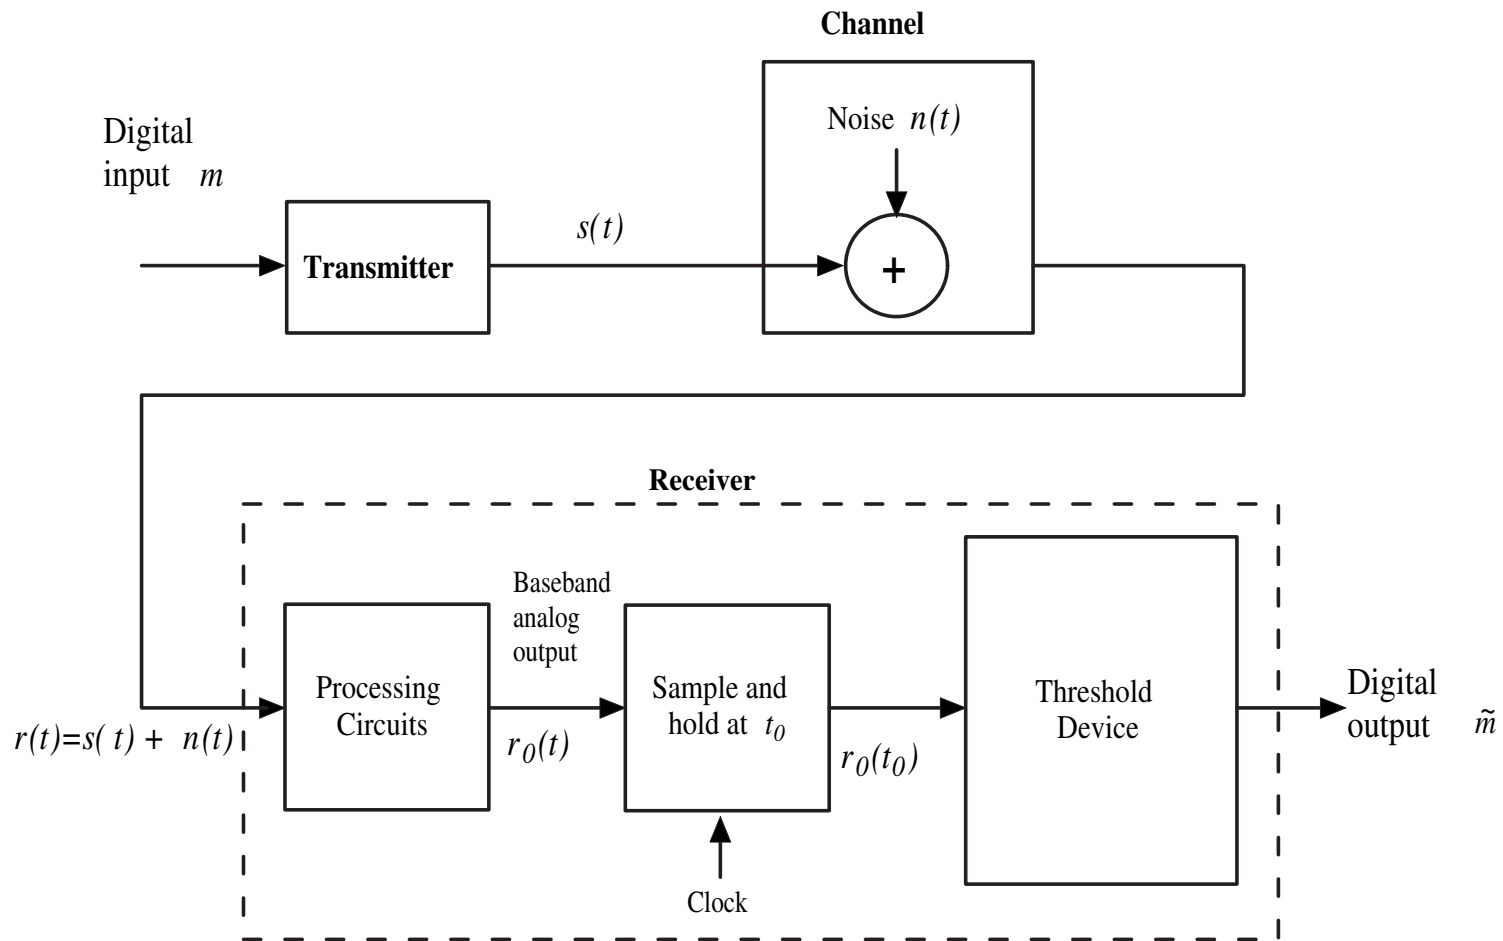 Channel
Noise n(t)
Digital
input m
s(t)
Transmitter
+
Receiver
Baseband
analog
output
Processing
Circuits
Sample and
hold at t₀
Threshold
Device
Digital
output m̃
r(t)=s( t) + n(t)
r₀(t)
r₀(t₀)
Clock